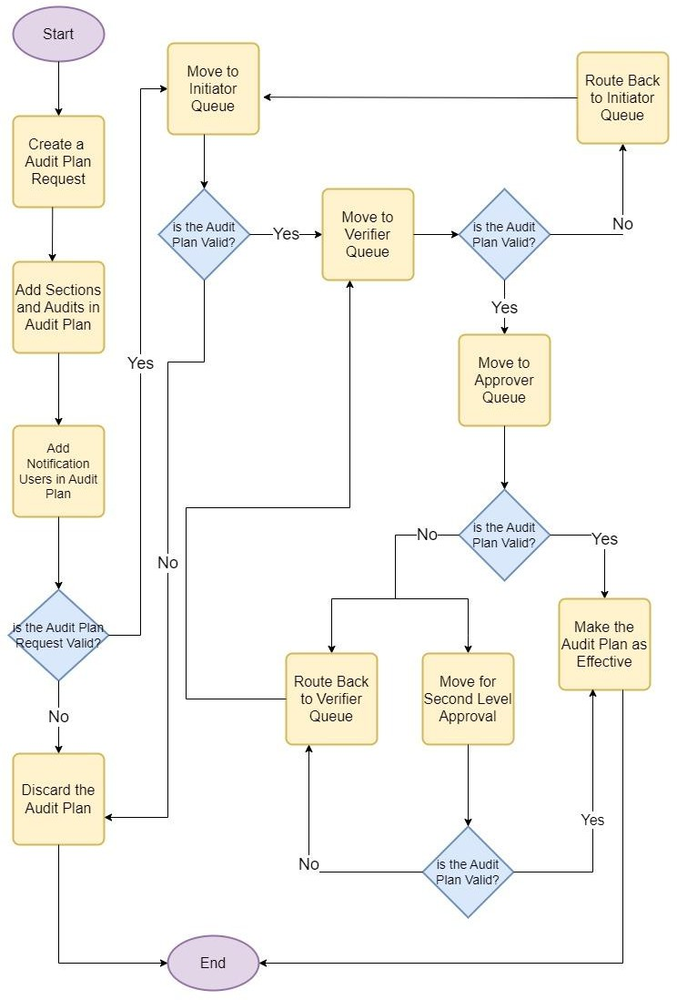 Start
Create a
Audit Plan
Request
Add Sections
and Audits in
Audit Plan
Add
Notification
Users in Audit
Plan
is the Audit Plan
Request Valid?
Yes
No
Discard the
Audit Plan
Move to
Initiator
Queue
is the Audit
Plan Valid?
Yes
No
Move to
Verifier
Queue
is the Audit
Plan Valid?
No
Route Back
to Initiator
Queue
Yes
Move to
Approver
Queue
is the Audit
Plan Valid?
No
Yes
Route Back
to Verifier
Queue
Move for
Second Level
Approval
Make the
Audit Plan as
Effective
is the Audit
Plan Valid?
No
Yes
End